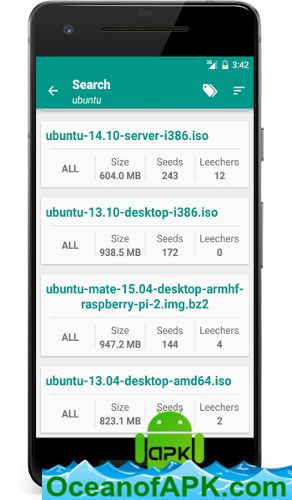 3G 3:42
Search
ubuntu
ubuntu-14.10-server-i386.iso
ALL Size Seeds Leechers
604.0 MB 243 12
ubuntu-13.10-desktop-i386.iso
ALL Size Seeds Leechers
938.5 MB 172 0
ubuntu-mate-15.04-desktop-armhf-
raspberry-pi-2.img.bz2
ALL Size Seeds Leechers
947.2 MB 144 4
ubuntu-13.04-desktop-amd64.iso
ALL Size Seeds Leechers
823.1 MB 2
APK
OceanofAPK.com